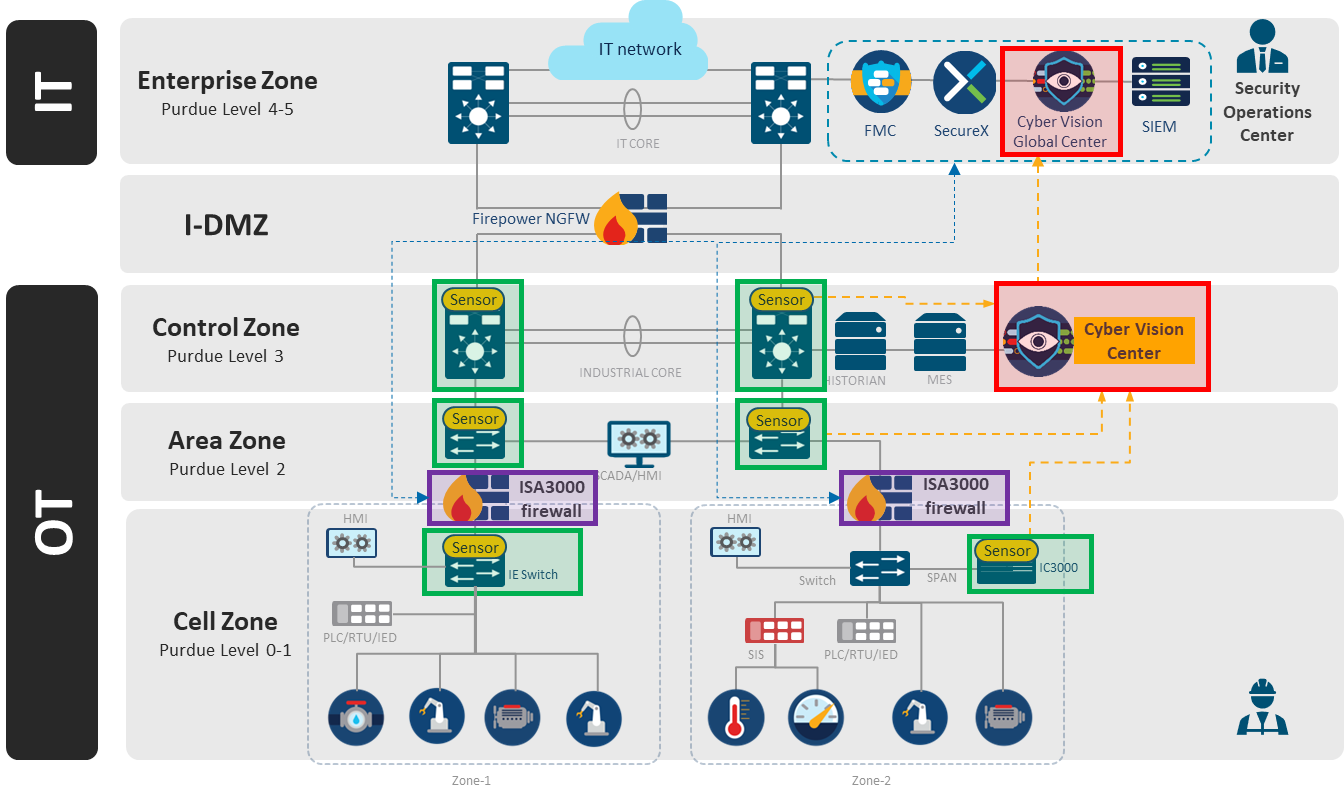 IT
Enterprise Zone
Purdue Level 4-5
IT network
IT CORE
FMC
SecureX
Cyber Vision
Global Center
SIEM
Security
Operations
Center
I-DMZ
Firepower NGFW
OT
Control Zone
Purdue Level 3
Sensor
INDUSTRIAL CORE
Sensor
HISTORIAN
MES
Cyber Vision
Center
Area Zone
Purdue Level 2
Sensor
SCADA/HMI
Sensor
ISA3000
firewall
ISA3000
firewall
Cell Zone
Purdue Level 0-1
HMI
Sensor
IE Switch
PLC/RTU/IED
Zone-1
HMI
Switch
SPAN
Sensor
IC3000
SIS
PLC/RTU/IED
Zone-2